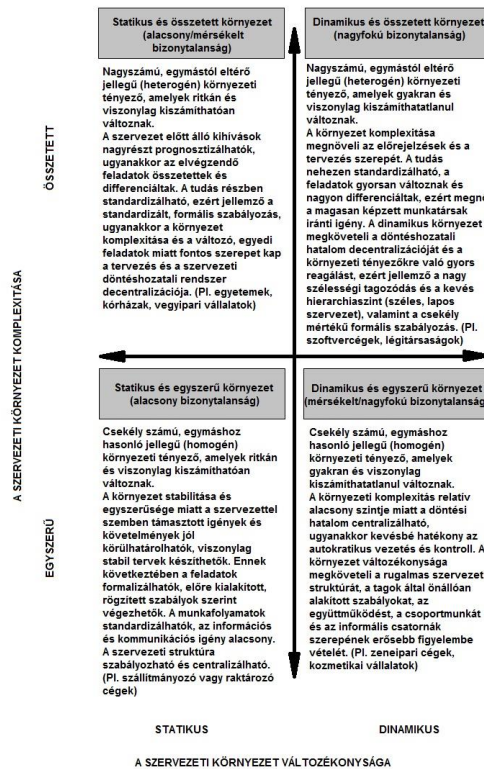 Statikus és összetett környezet
(alacsony/mérsékelt
bizonytalanság)
Nagyszámú, egymástól eltérő
jellegű (heterogén) környezeti
tényező, amelyek ritkán és
viszonylag kiszámíthatóan
változnak.
A szervezet előtt álló kihívások
nagyrészt prognosztizálhatók,
ugyanakkor az elvégzendő
feladatok összetettek és
differenciáltak. A tudás részben
standardizálható, ezért jellemző a
standardizált, formális szabályozás,
ugyanakkor a környezet
komplexitása és a változó, egyedi
feladatok miatt fontos szerepet kap
a tervezés és a szervezeti
döntéshozatali rendszer
decentralizációja. (Pl. egyetemek,
kórházak, vegyipari vállalatok)
Dinamikus és összetett környezet
(nagyfokú bizonytalanság)
Nagyszámú, egymástól eltérő
jellegű (heterogén) környezeti
tényező, amelyek gyakran és
viszonylag kiszámíthatatlanul
változnak.
A környezet komplexitása
megnöveli az előrejelzések és a
tervezés szerepét. A tudás
nehezen standardizálható, a
feladatok gyorsan változnak és
nagyon differenciáltak, ezért megnő
a magasan képzett munkatársak
iránti igény. A dinamikus környezet
megköveteli a döntéshozatali
hatalom decentralizációját és a
környezeti tényezőkre való gyors
reagálást, ezért jellemző a nagy
szélességi tagozódás és a kevés
hierarchiaszint (széles, lapos
szervezet), valamint a csekély
mértékű formális szabályozás. (Pl.
szoftvercégek, légitársaságok)
ÖSSZETETT
A SZERVEZETI KÖRNYEZET KOMPLEXITÁSA
EGYSZERŰ
Statikus és egyszerű környezet
(alacsony bizonytalanság)
Csekély számú, egymáshoz
hasonló jellegű (homogén)
környezeti tényező, amelyek ritkán
és viszonylag kiszámíthatóan
változnak.
A környezet stabilitása és
egyszerűsége miatt a szervezettel
szemben támasztott igények és
követelmények jól
körülhatárolhatók, viszonylag
stabil tervek készíthetők. Ennek
következtében a feladatok
formalizálhatók, előre kialakított,
rögzített szabályok szerint
végezhetők. A munkafolyamatok
standardizálhatók, az információs
és kommunikációs igény alacsony.
A szervezeti struktúra
szabályozható és centralizálható.
(Pl. szállítmányozó vagy raktározó
cégek)
Dinamikus és egyszerű környezet
(mérsékelt/nagyfokú bizonytalanság)
Csekély számú, egymáshoz
hasonló jellegű (homogén)
környezeti tényező, amelyek
gyakran és viszonylag
kiszámíthatatlanul változnak.
A környezeti komplexitás relatív
alacsony szintje miatt a döntési
hatalom centralizálható,
ugyanakkor kevésbé hatékony az
autokratikus vezetés és kontroll. A
környezet változékonysága
megköveteli a rugalmas szervezeti
struktúrát, a tagok által önállóan
alakított szabályokat, az
együttműködést, a csoportmunkát
és az informális csatornák
szerepének erősebb figyelembe
vételét. (Pl. zeneipari cégek,
kozmetikai vállalatok)
STATIKUS
DINAMIKUS
A SZERVEZETI KÖRNYEZET VÁLTOZÉKONYSÁGA